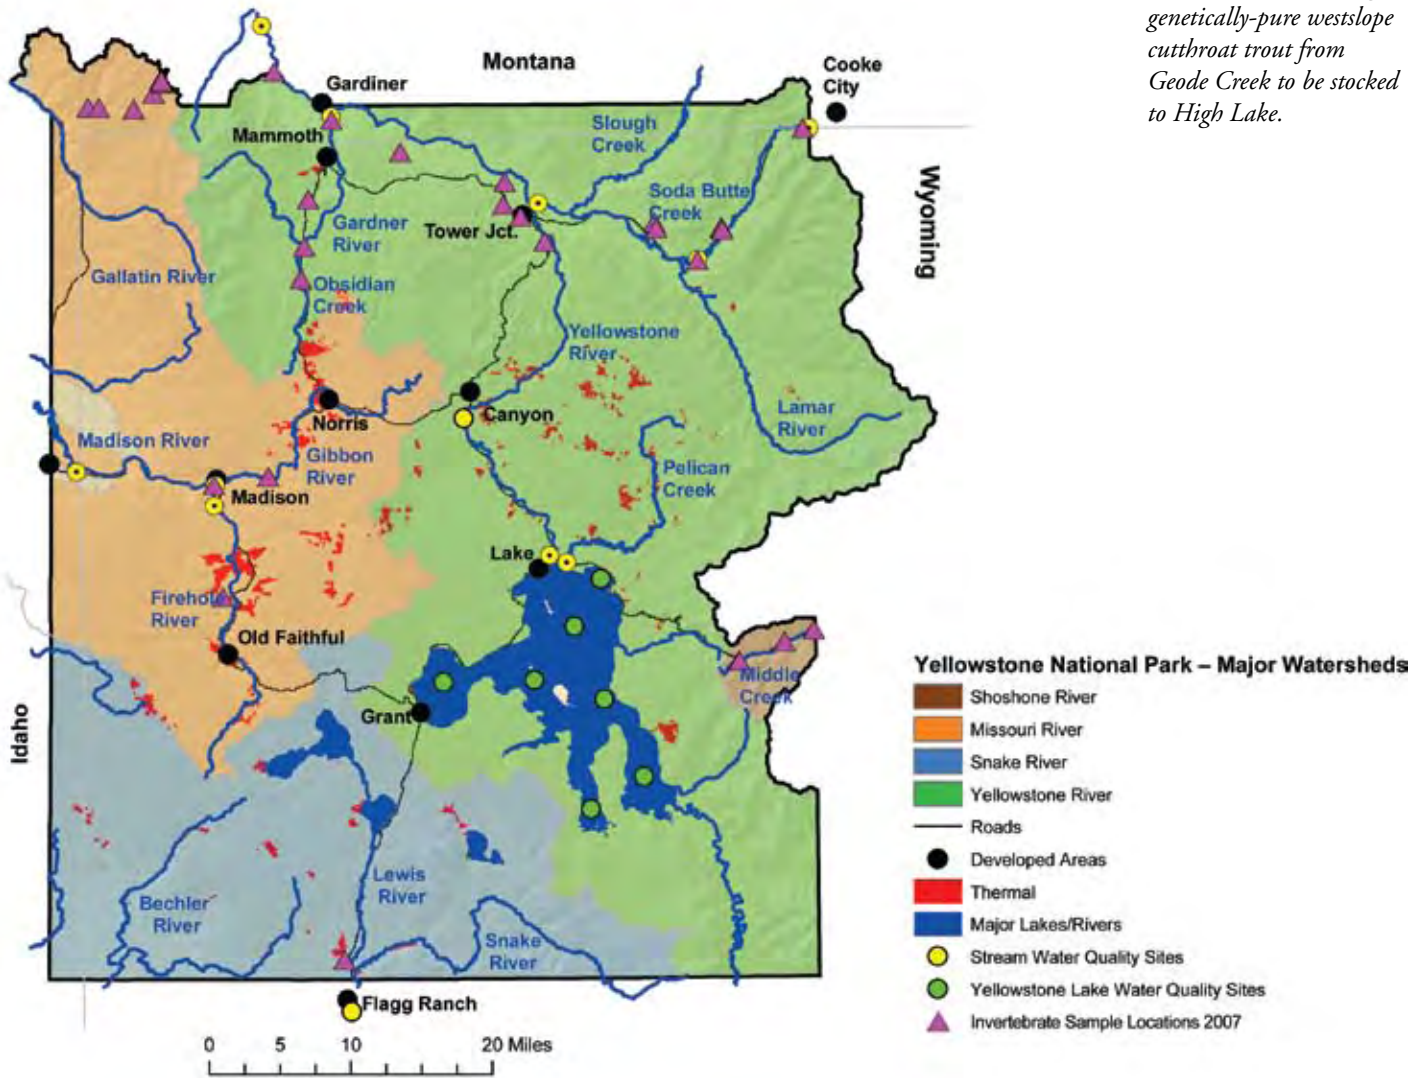 genetically-pure westslope
cutthroat trout from
Geode Creek to be stocked
to High Lake.
Montana
Cooke
City
Gardiner
Mammoth
Slough
Creek
Wyoming
Soda Butte
Creek
Gardner
River
Tower Jct.
Gallatin River
Obsidian
Creek
Yellowstone
River
Norris
Canyon
Lamar
River
Madison River
Gibbon
River
Pelican
Creek
Madison
Lake
Firehole
River
Old Faithful
Middle
Creek
Grant
Idaho
Lewis
River
Bechler
River
Snake
River
Flagg Ranch
0 5 10 20 Miles
Yellowstone National Park – Major Watersheds
Shoshone River
Missouri River
Snake River
Yellowstone River
Roads
Developed Areas
Thermal
Major Lakes/Rivers
Stream Water Quality Sites
Yellowstone Lake Water Quality Sites
Invertebrate Sample Locations 2007